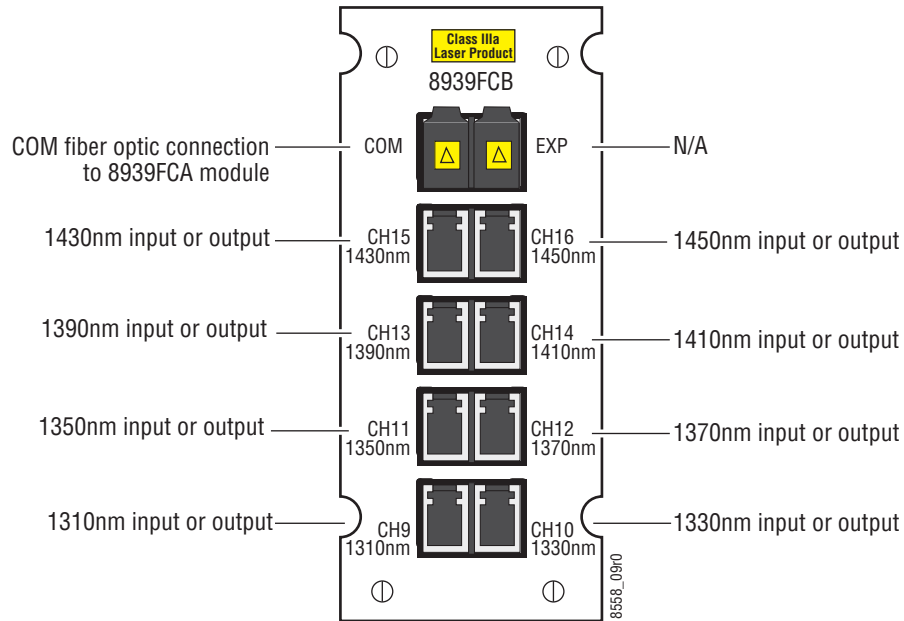 Class IIIa
Laser Product
8939FCB
COM fiber optic connection
to 8939FCA module
COM
EXP
N/A
1430nm input or output
CH15
1430nm
CH16
1450nm
1450nm input or output
1390nm input or output
CH13
1390nm
CH14
1410nm
1410nm input or output
1350nm input or output
CH11
1350nm
CH12
1370nm
1370nm input or output
1310nm input or output
CH9
1310nm
CH10
1330nm
1330nm input or output
8558_09r0